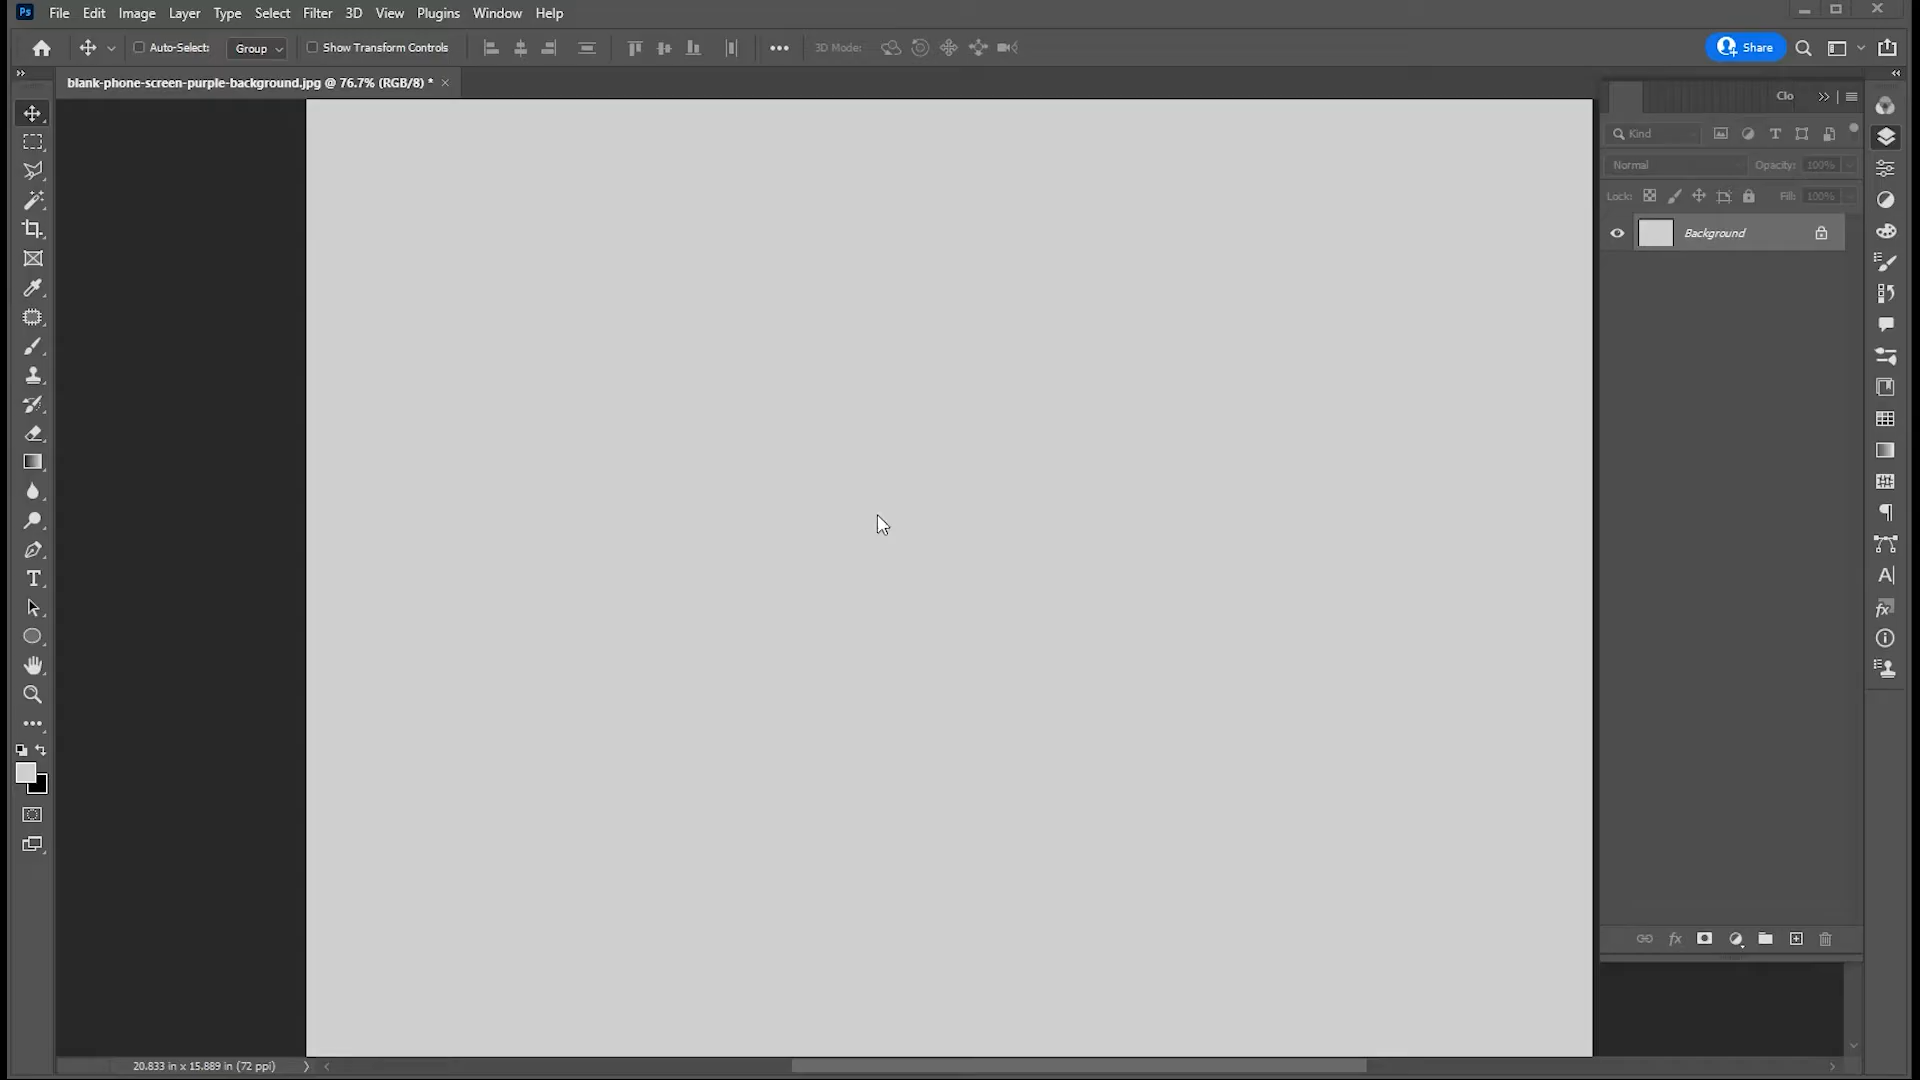 Ps File Edit Image Layer Type Select Filter 3D View Plugins Window Help
Auto-Select: Group Show Transform Controls 3D Mode: Share
blank-phone-screen-purple-background.jpg @ 76.7% (RGB/8) *
Clo
Kind
Normal Opacity: 100%
Lock: Fill: 100%
Background
20.833 in x 15.889 in (72 ppi)